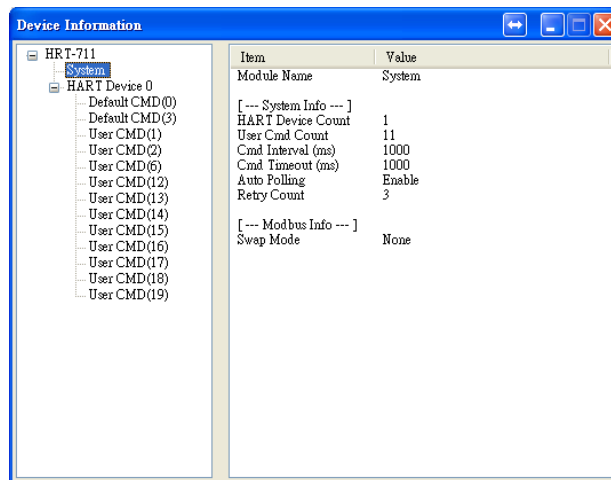 Device Information
HRT-711
System
HART Device 0
Default CMD(0)
Default CMD(3)
User CMD(1)
User CMD(2)
User CMD(6)
User CMD(12)
User CMD(13)
User CMD(14)
User CMD(15)
User CMD(16)
User CMD(17)
User CMD(18)
User CMD(19)
Item Value
Module Name System
[ --- System Info --- ]
HART Device Count 1
User Cmd Count 11
Cmd Interval (ms) 1000
Cmd Timeout (ms) 1000
Auto Polling Enable
Retry Count 3
[ --- Modbus Info --- ]
Swap Mode None